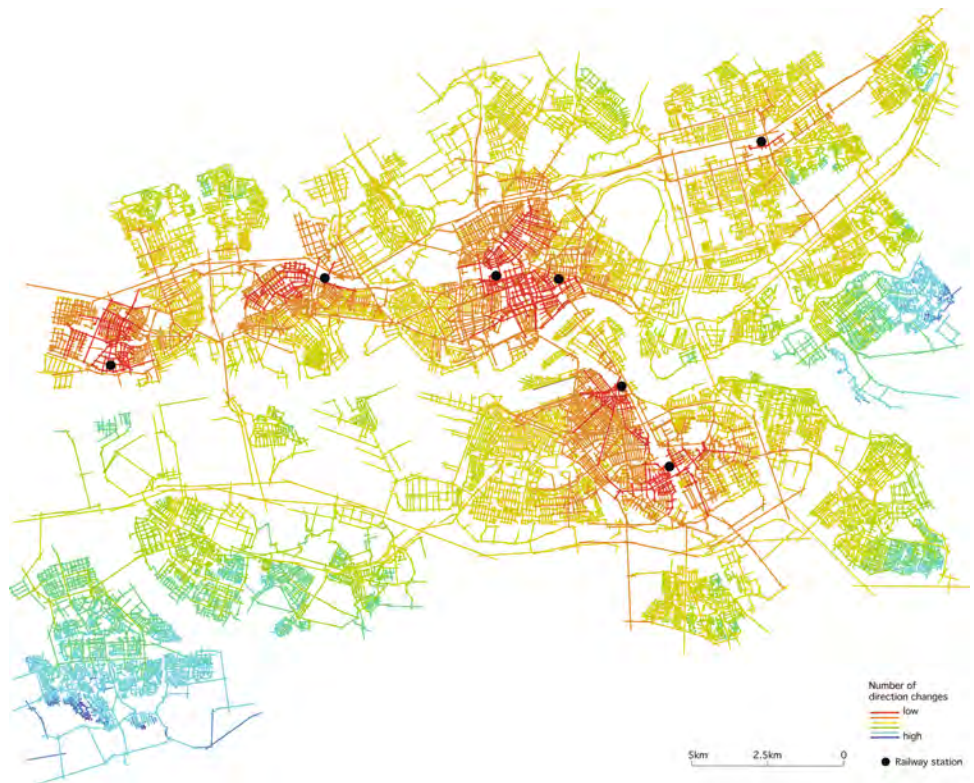 Number of
direction changes
low
high
5km 2.5km 0
Railway station